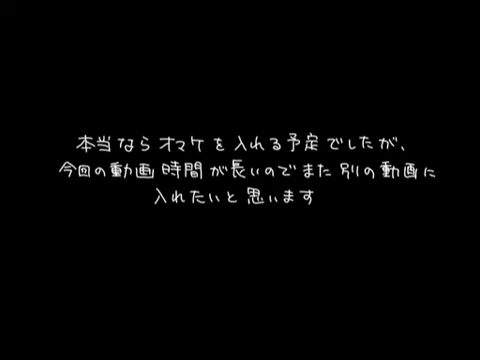 本当ならオマケを入れる予定でしたが、
今回の動画時間が長いのでまた別の動画に
入れたいと思います